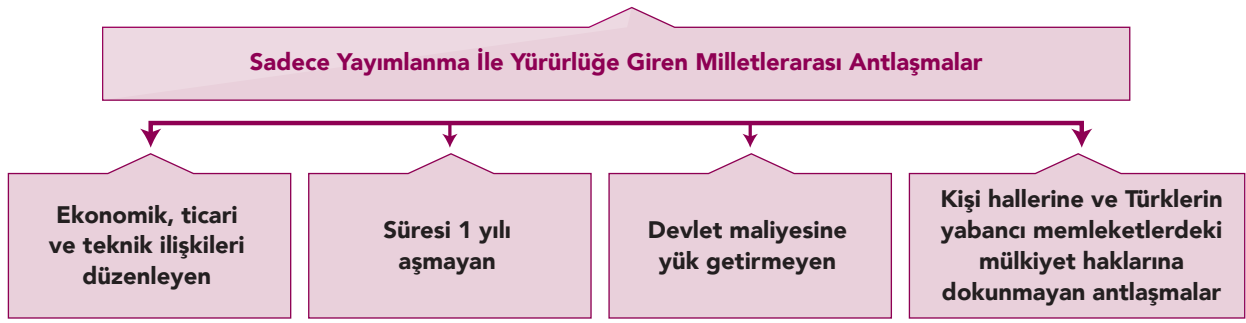 Sadece Yayımlanma İle Yürürlüğe Giren Milletlerarası Antlaşmalar
Ekonomik, ticari
ve teknik ilişkileri
düzenleyen
Süresi 1 yılı
aşmayan
Devlet maliyesine
yük getirmeyen
Kişi hallerine ve Türklerin
yabancı memleketlerdeki
mülkiyet haklarına
dokunmayan antlaşmalar